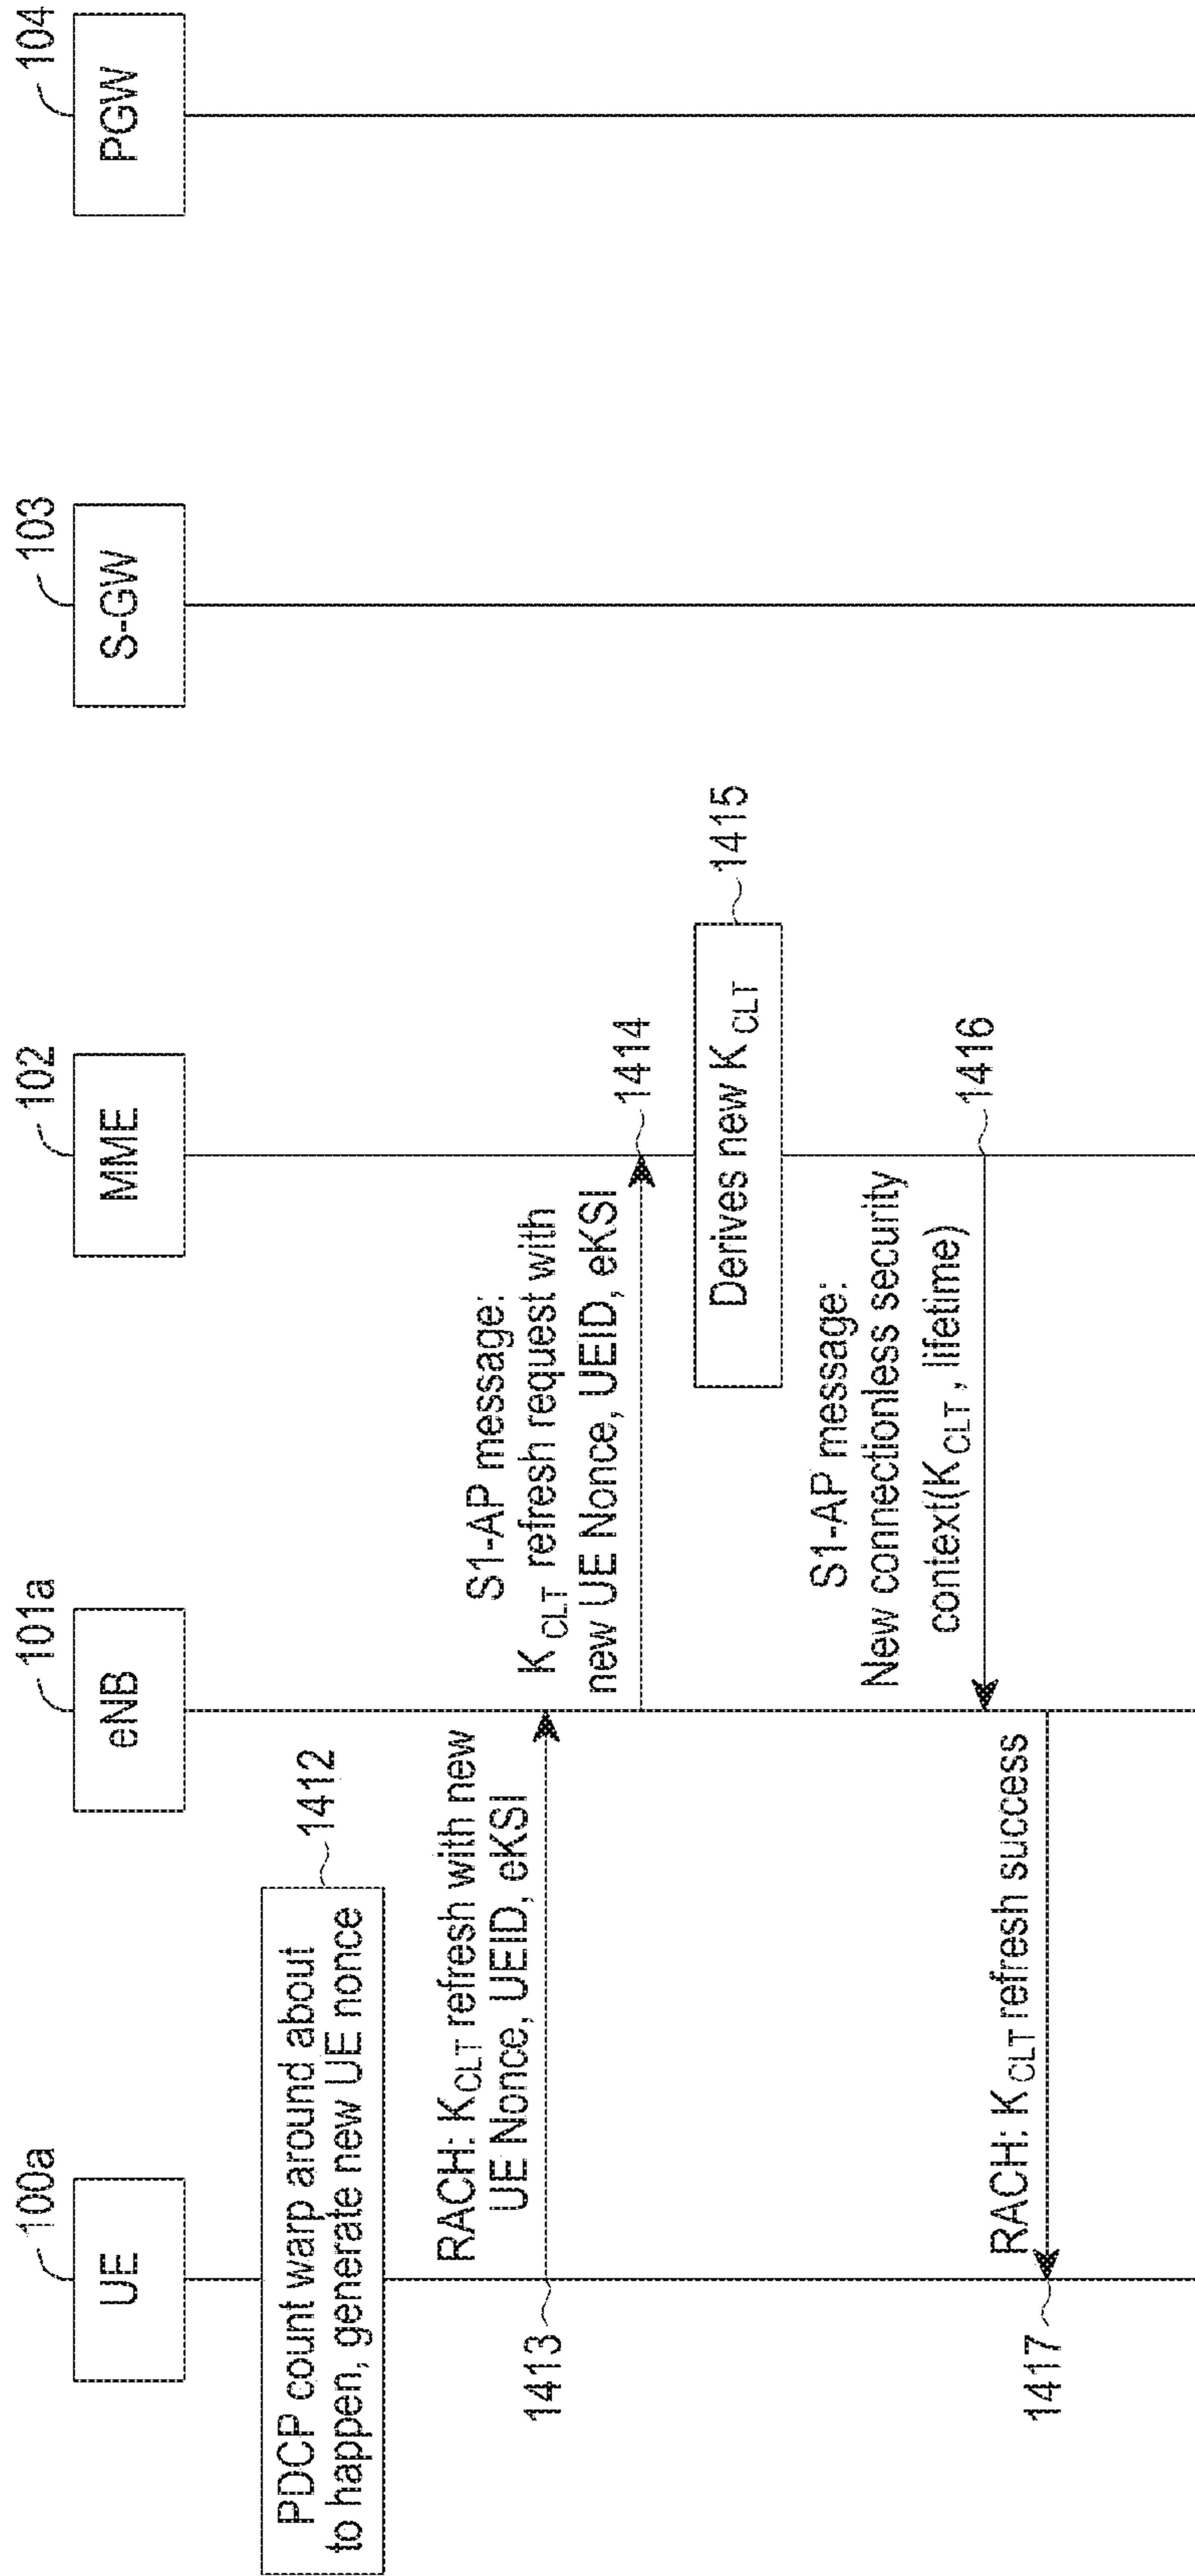 100a
101a
102
103
104
UE
eNB
MME
S-GW
PGW
PDCP count warp around about
to happen, generate new UE nonce
1412
RACH: KCLT refresh with new
UE Nonce, UEID, eKSI
1413
S1-AP message:
KCLT refresh request with
new UE Nonce, UEID, eKSI
1414
Derives new KCLT
1415
S1-AP message:
New connectionless security
context(KCLT, lifetime)
1416
RACH: KCLT refresh success
1417